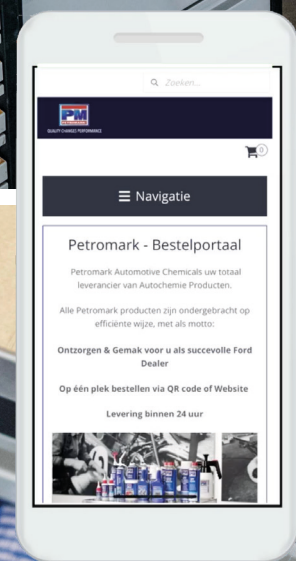 Zoeken...
PM
QUALITY CHANGES PERFORMANCE
0
Navigatie
Petromark - Bestelportaal
Petromark Automotive Chemicals uw totaal
leverancier van Autochemie Producten.
Alle Petromark producten zijn ondergebracht op
efficiënte wijze, met als motto:
Ontzorgen & Gemak voor u als succevolle Ford
Dealer
Op één plek bestellen via QR code of Website
Levering binnen 24 uur